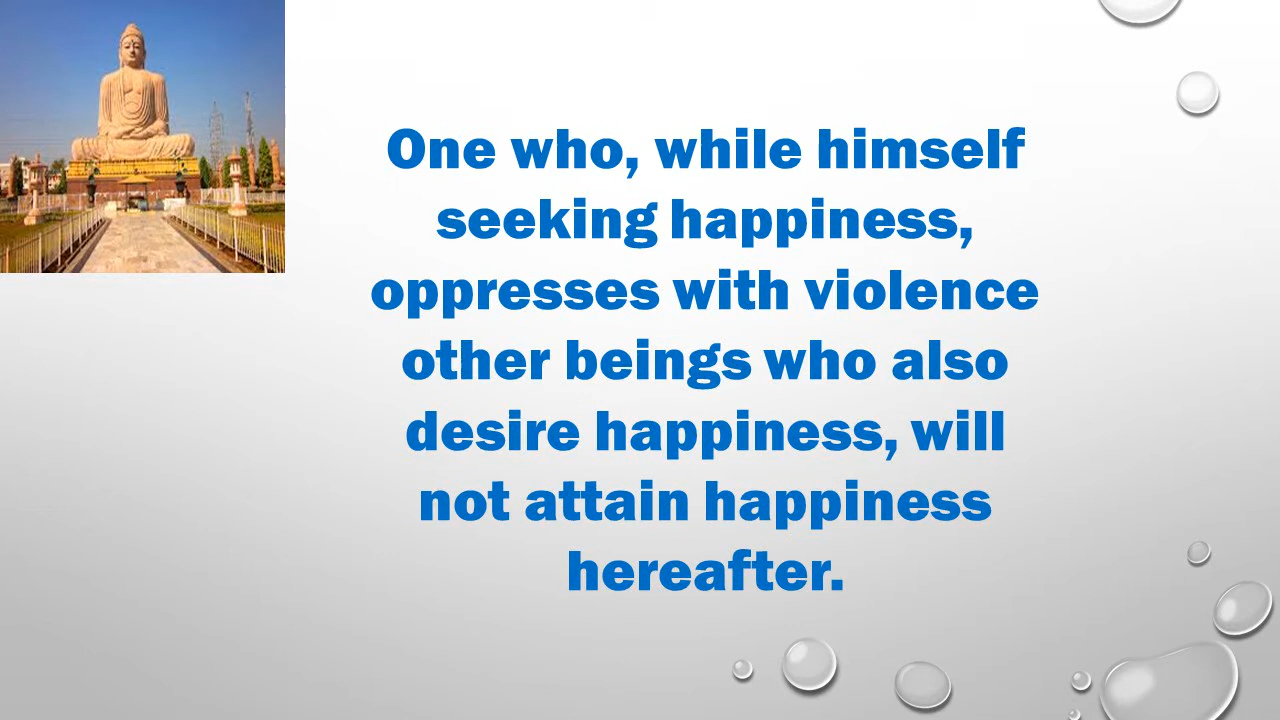 One who, while himself
seeking happiness,
oppresses with violence
other beings who also
desire happiness, will
not attain happiness
hereafter.